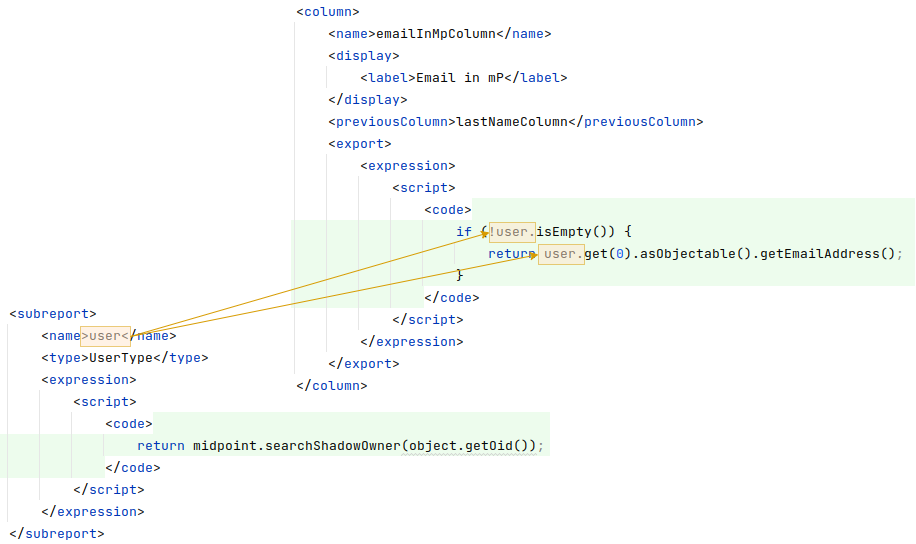 <column>
<name>emailInMpColumn</name>
<display>
<label>Email in mP</label>
</display>
<previousColumn>lastNameColumn</previousColumn>
<export>
<expression>
<script>
<code>
if (!user.isEmpty()) {
return user.get(0).asObjectable().getEmailAddress();
}
</code>
</script>
</expression>
</export>
</column>
<subreport>
<name>user</name>
<type>UserType</type>
<expression>
<script>
<code>
return midpoint.searchShadowOwner(object.getOid());
</code>
</script>
</expression>
</subreport>